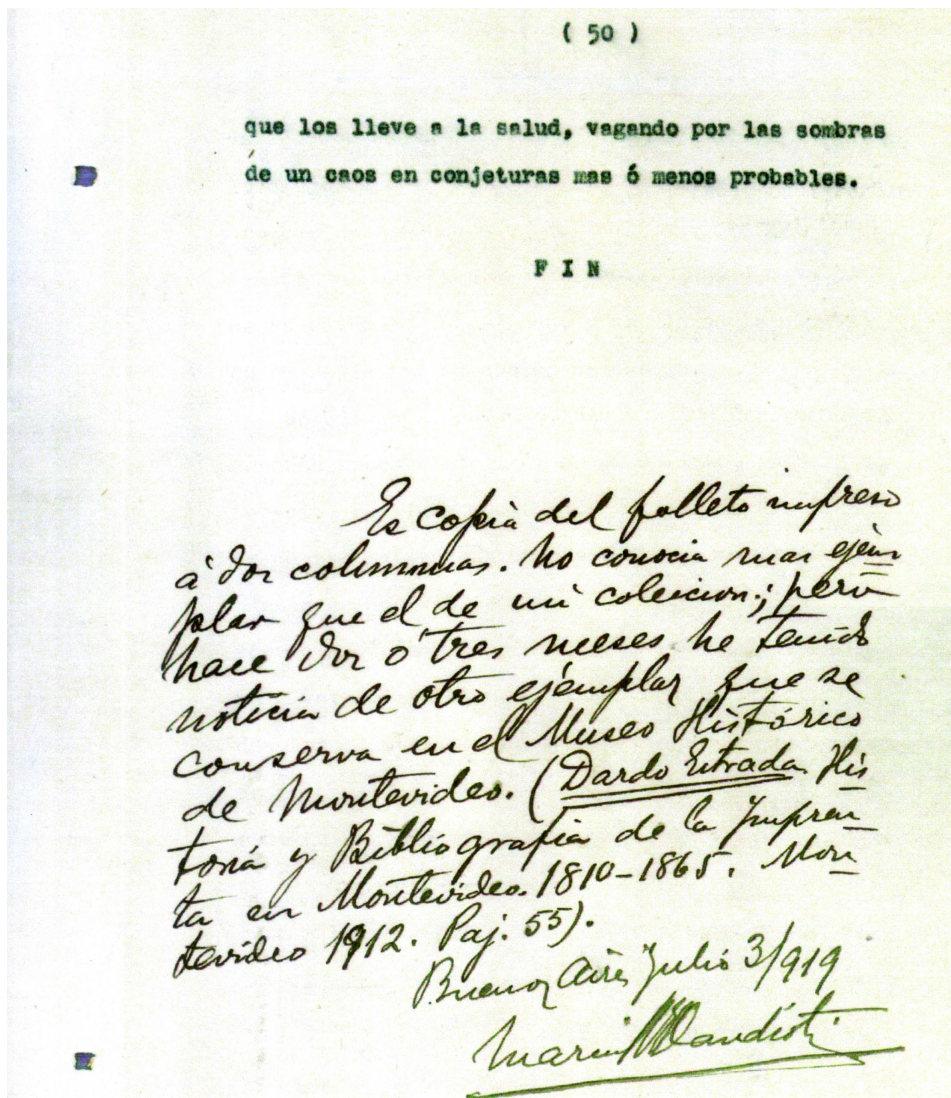 ( 50 )
que los lleve a la salud, vagando por las sombras
de un caos en conjeturas mas ó menos probables.
F I N
Es copia del folleto impreso
á dos columnas. No conocia mas ejem
plar que el de mi coleccion; pero
hace dos ó tres meses he tenido
noticia de otro ejemplar que se
conserva en el Museo Histórico
de Montevideo. (Dardo Estrada His
toria y Bibliografia de la Impren
ta en Montevideo. 1810-1865. Mon
tevideo 1912. Paj. 55).
Buenos Aires Julio 3/919